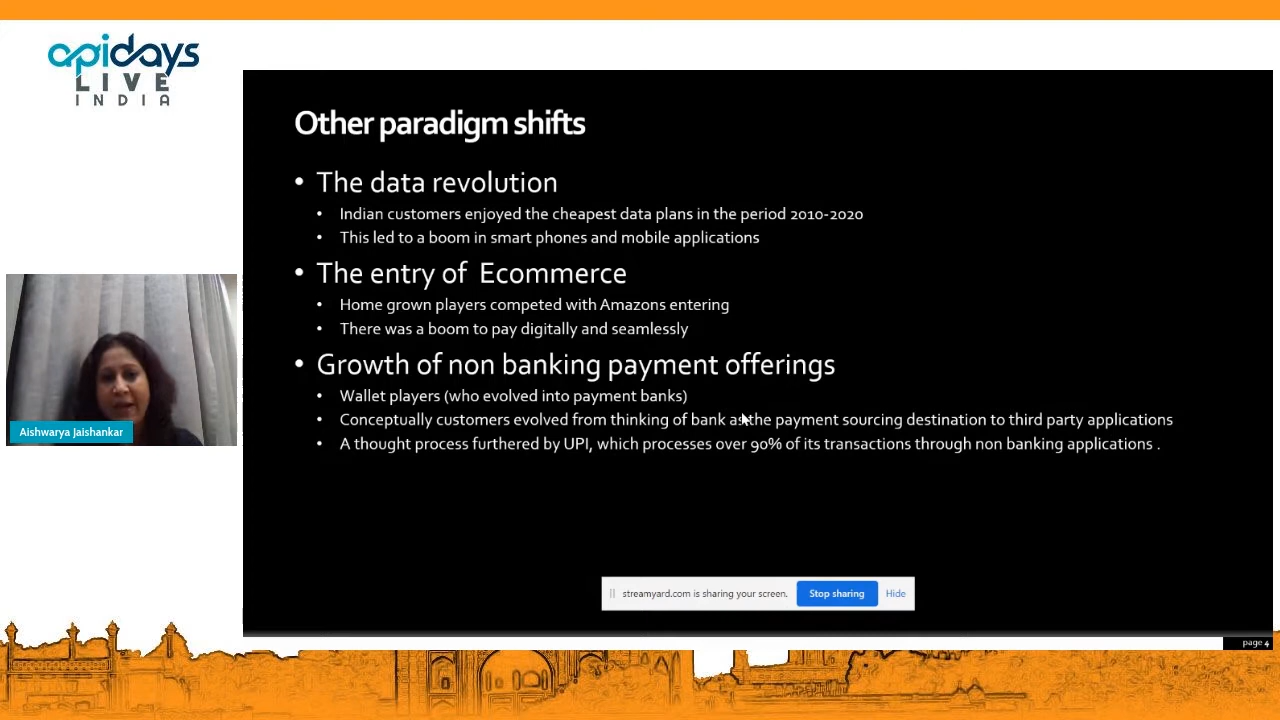 apidays
LIVE
INDIA
Other paradigm shifts
• The data revolution
• Indian customers enjoyed the cheapest data plans in the period 2010-2020
• This led to a boom in smart phones and mobile applications
• The entry of Ecommerce
• Home grown players competed with Amazons entering
• There was a boom to pay digitally and seamlessly
• Growth of non banking payment offerings
• Wallet players (who evolved into payment banks)
• Conceptually customers evolved from thinking of bank as the payment sourcing destination to third party applications
• A thought process furthered by UPI, which processes over 90% of its transactions through non banking applications .
Aishwarya Jaishankar
streamyard.com is sharing your screen.
Stop sharing
Hide
page 4